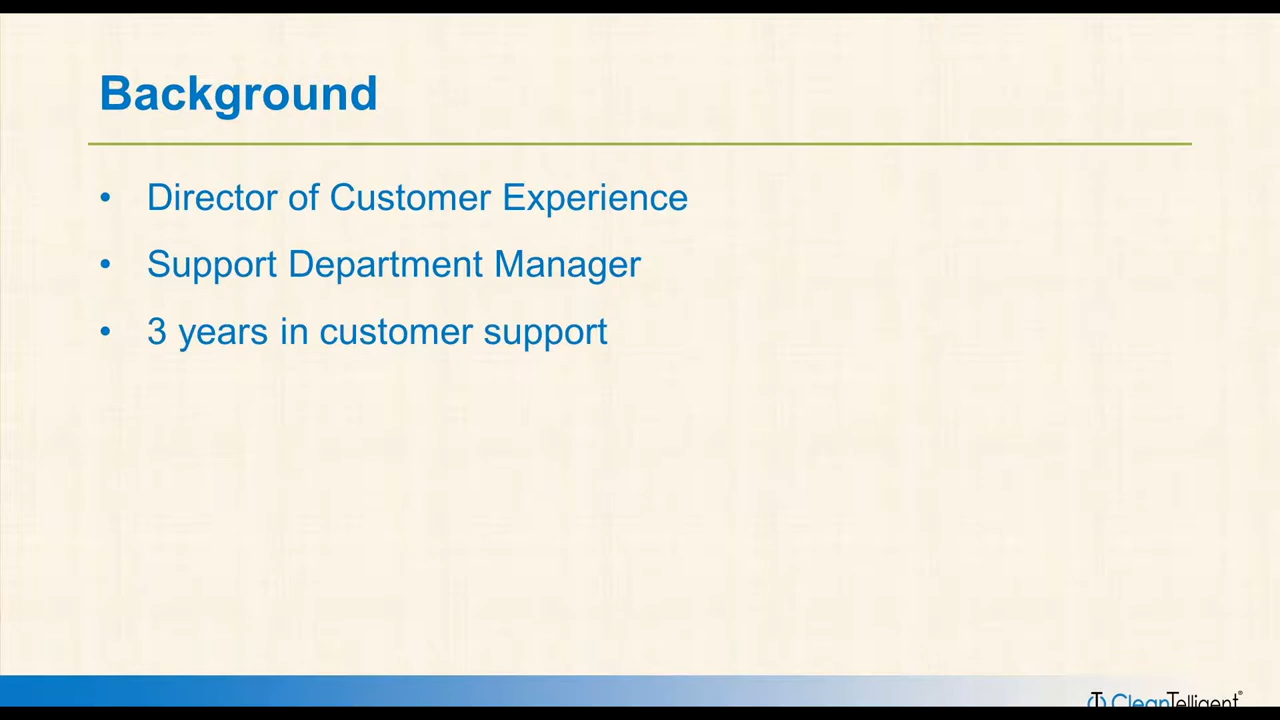 Background
• Director of Customer Experience
• Support Department Manager
• 3 years in customer support
CleanTelligent®